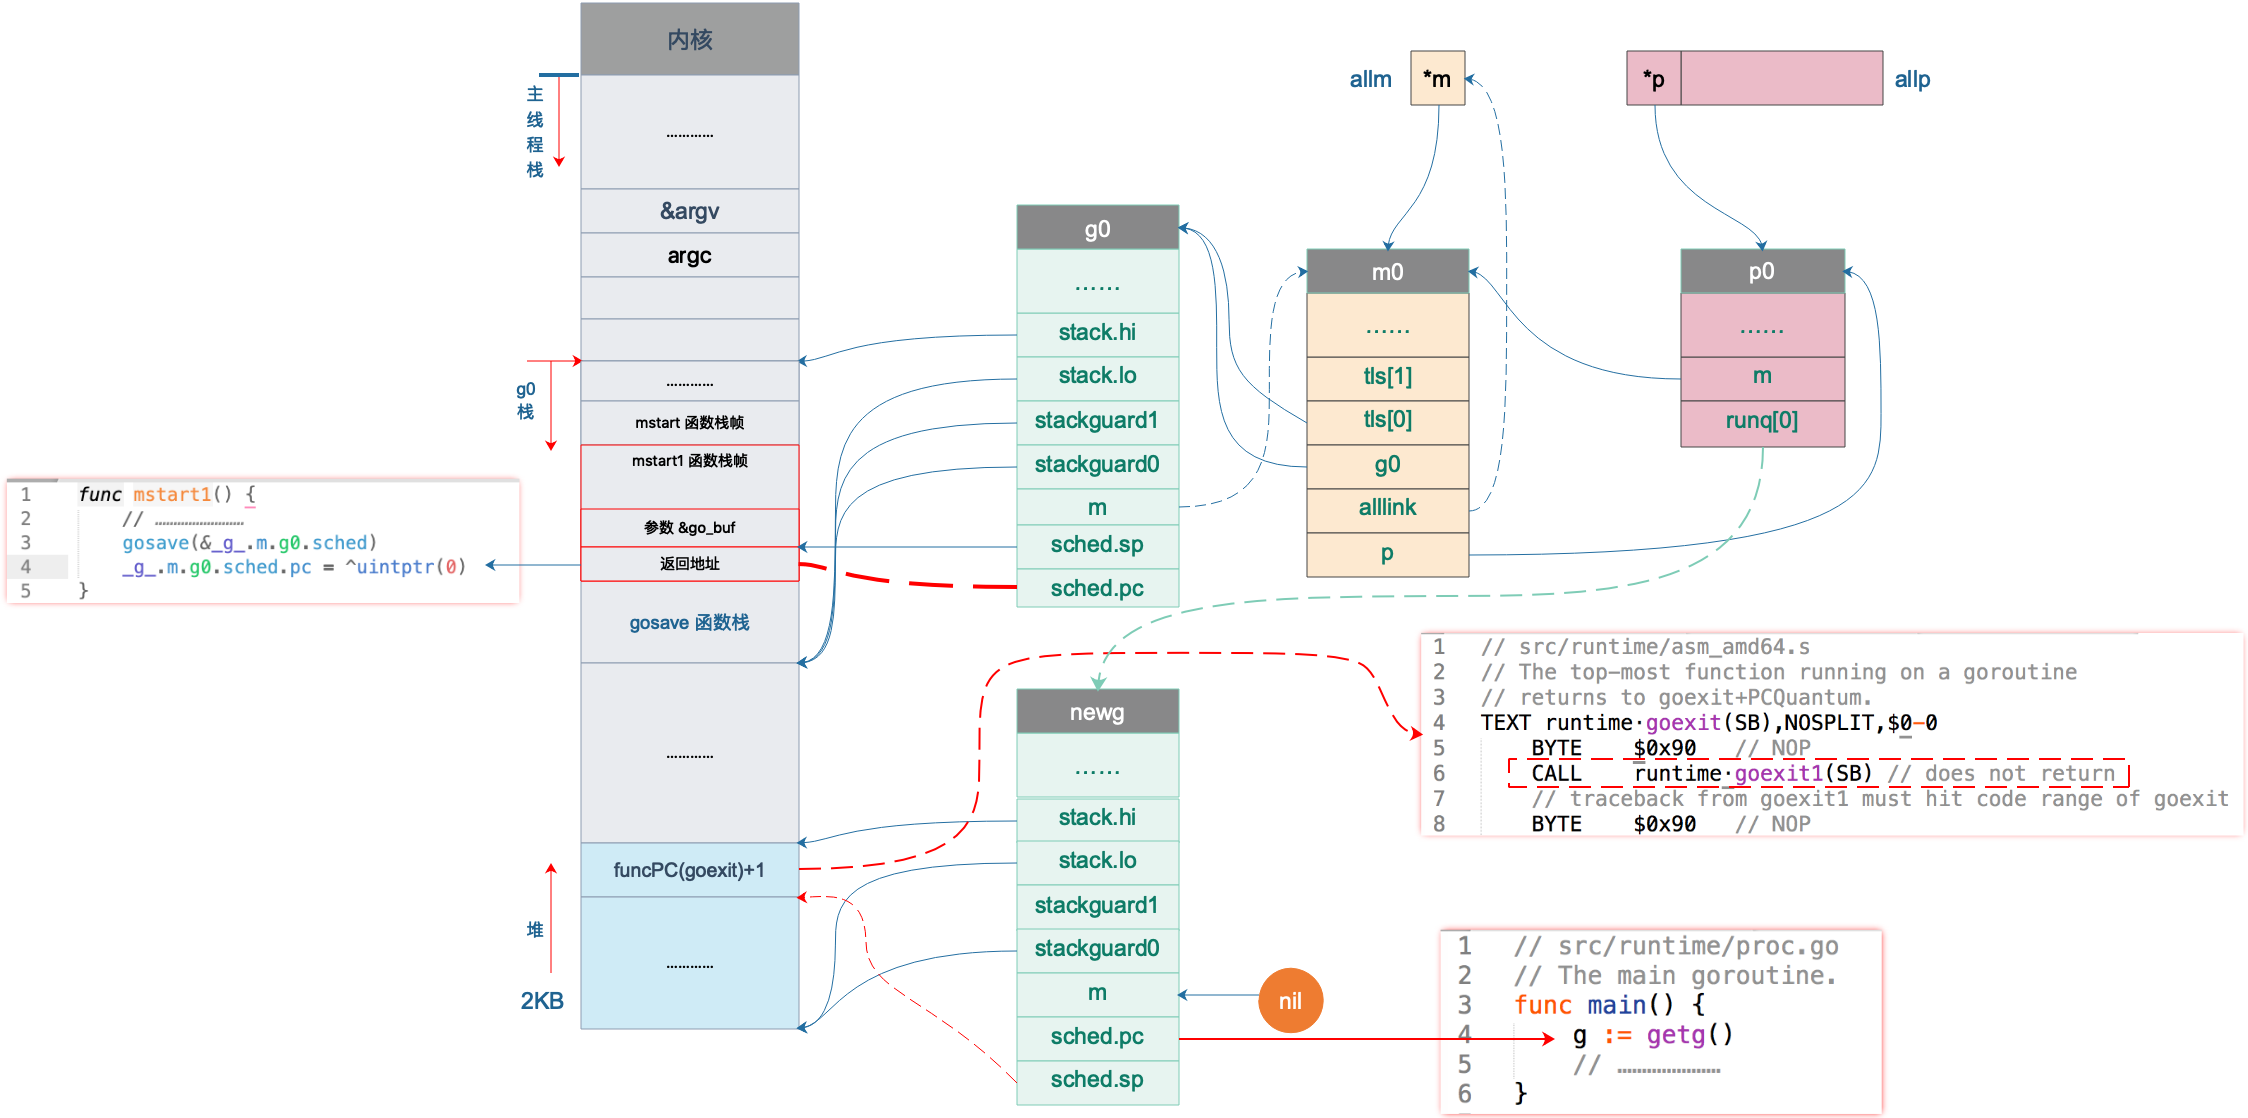 内核
主
线
程
栈
…………
&argv
argc
g0
栈
…………
mstart 函数栈帧
mstart1 函数栈帧
参数 &go_buf
返回地址
gosave 函数栈
…………
funcPC(goexit)+1
堆
2KB
…………
1 func mstart1() {
2 // ………………………
3 gosave(&_g_.m.g0.sched)
4 _g_.m.g0.sched.pc = ^uintptr(0)
5 }
g0
……
stack.hi
stack.lo
stackguard1
stackguard0
m
sched.sp
sched.pc
allm
*m
m0
……
tls[1]
tls[0]
g0
alllink
p
*p
allp
p0
……
m
runq[0]
newg
……
stack.hi
stack.lo
stackguard1
stackguard0
m
sched.pc
sched.sp
nil
1 // src/runtime/asm_amd64.s
2 // The top-most function running on a goroutine
3 // returns to goexit+PCQuantum.
4 TEXT runtime·goexit(SB),NOSPLIT,$0-0
5 BYTE $0x90 // NOP
6 CALL runtime·goexit1(SB) // does not return
7 // traceback from goexit1 must hit code range of goexit
8 BYTE $0x90 // NOP
1 // src/runtime/proc.go
2 // The main goroutine.
3 func main() {
4 g := getg()
5 // …………………
6 }